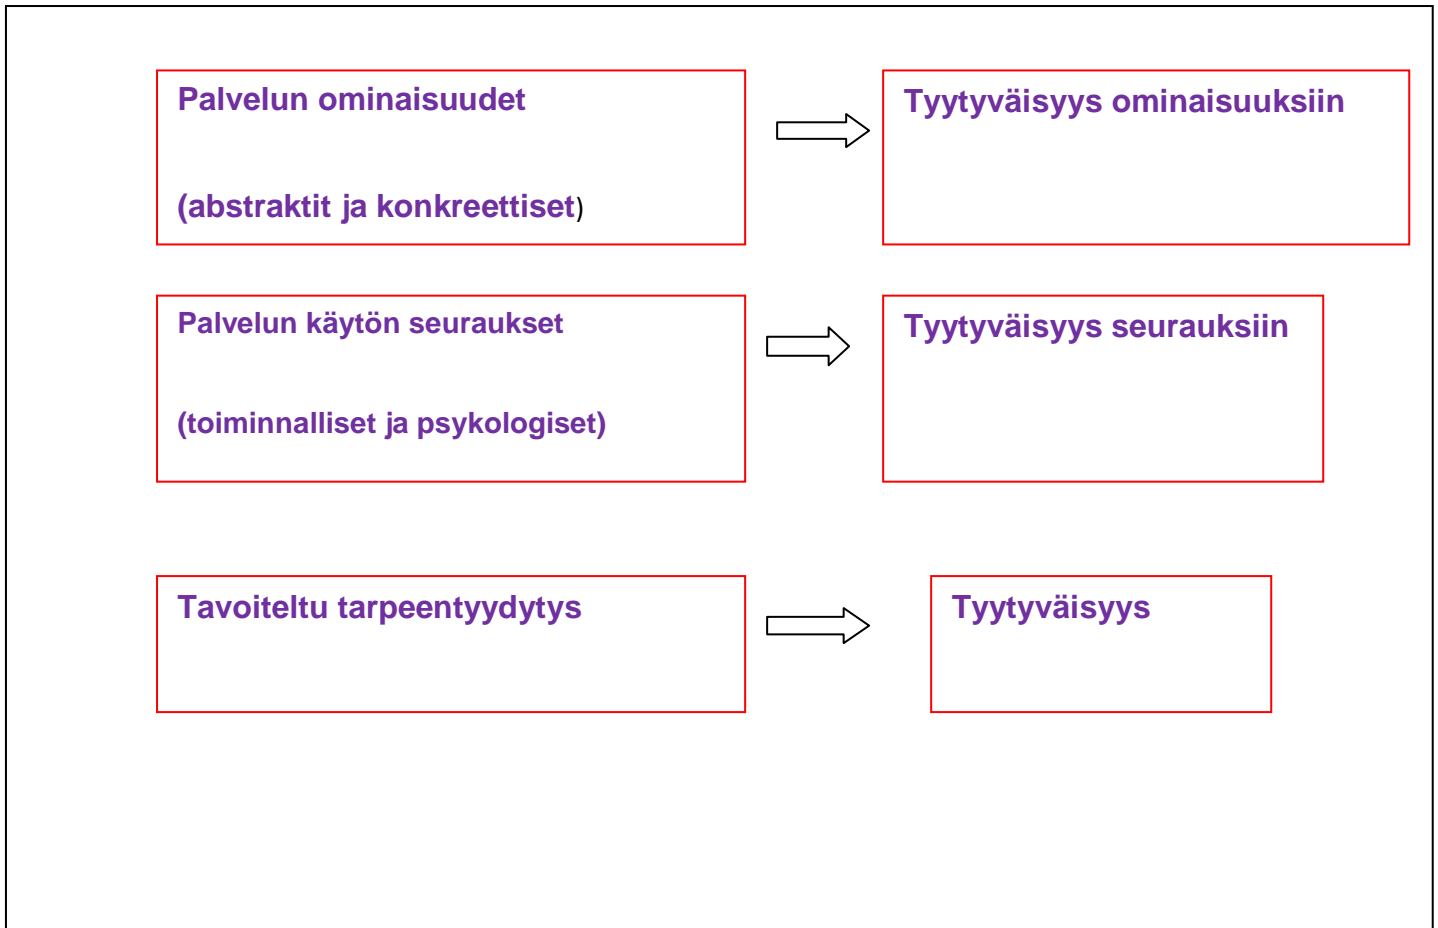 Palvelun ominaisuudet
Tyytyväisyys ominaisuuksiin
(abstraktit ja konkreettiset)
Palvelun käytön seuraukset
Tyytyväisyys seurauksiin
(toiminnalliset ja psykologiset)
Tavoiteltu tarpeentyydytys
Tyytyväisyys